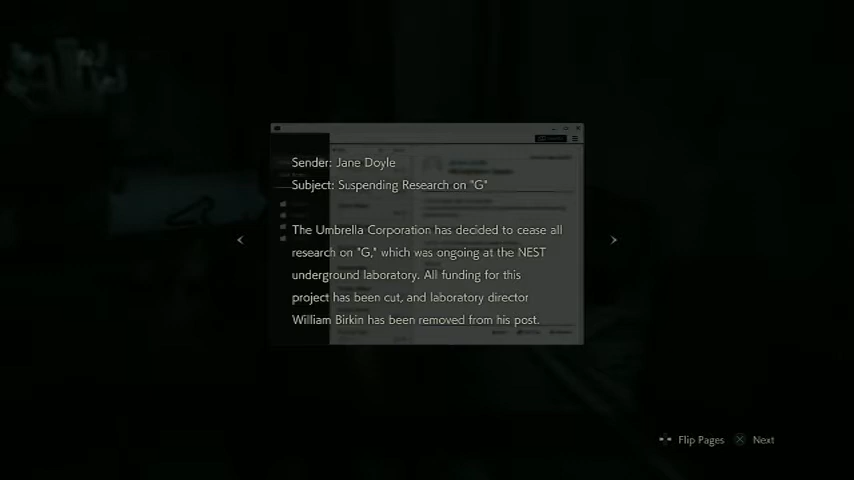 Sender: Jane Doyle
Subject: Suspending Research on "G"
The Umbrella Corporation has decided to cease all
research on "G," which was ongoing at the NEST
underground laboratory. All funding for this
project has been cut, and laboratory director
William Birkin has been removed from his post.
Flip Pages Next